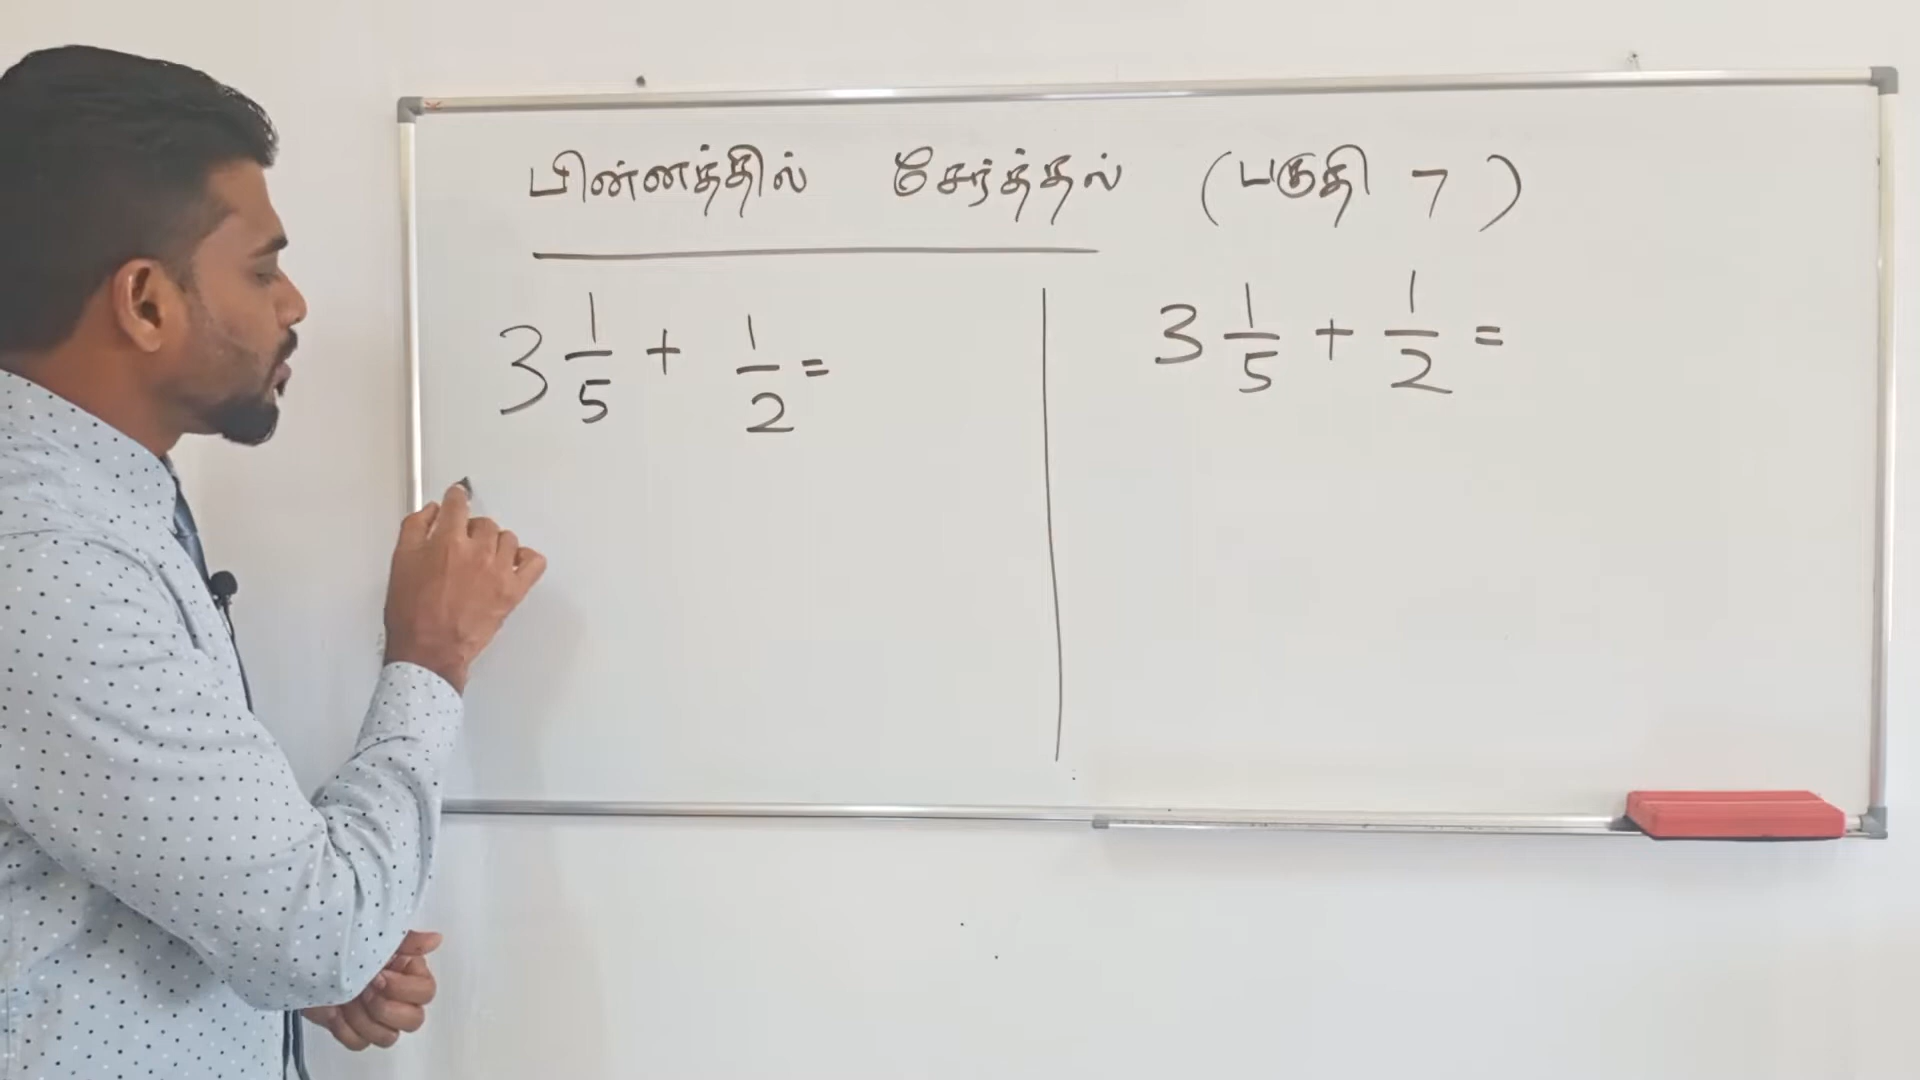 பின்னத்தில் சேர்த்தல் (பகுதி 7)
3 1/5 + 1/2 =
3 1/5 + 1/2 =